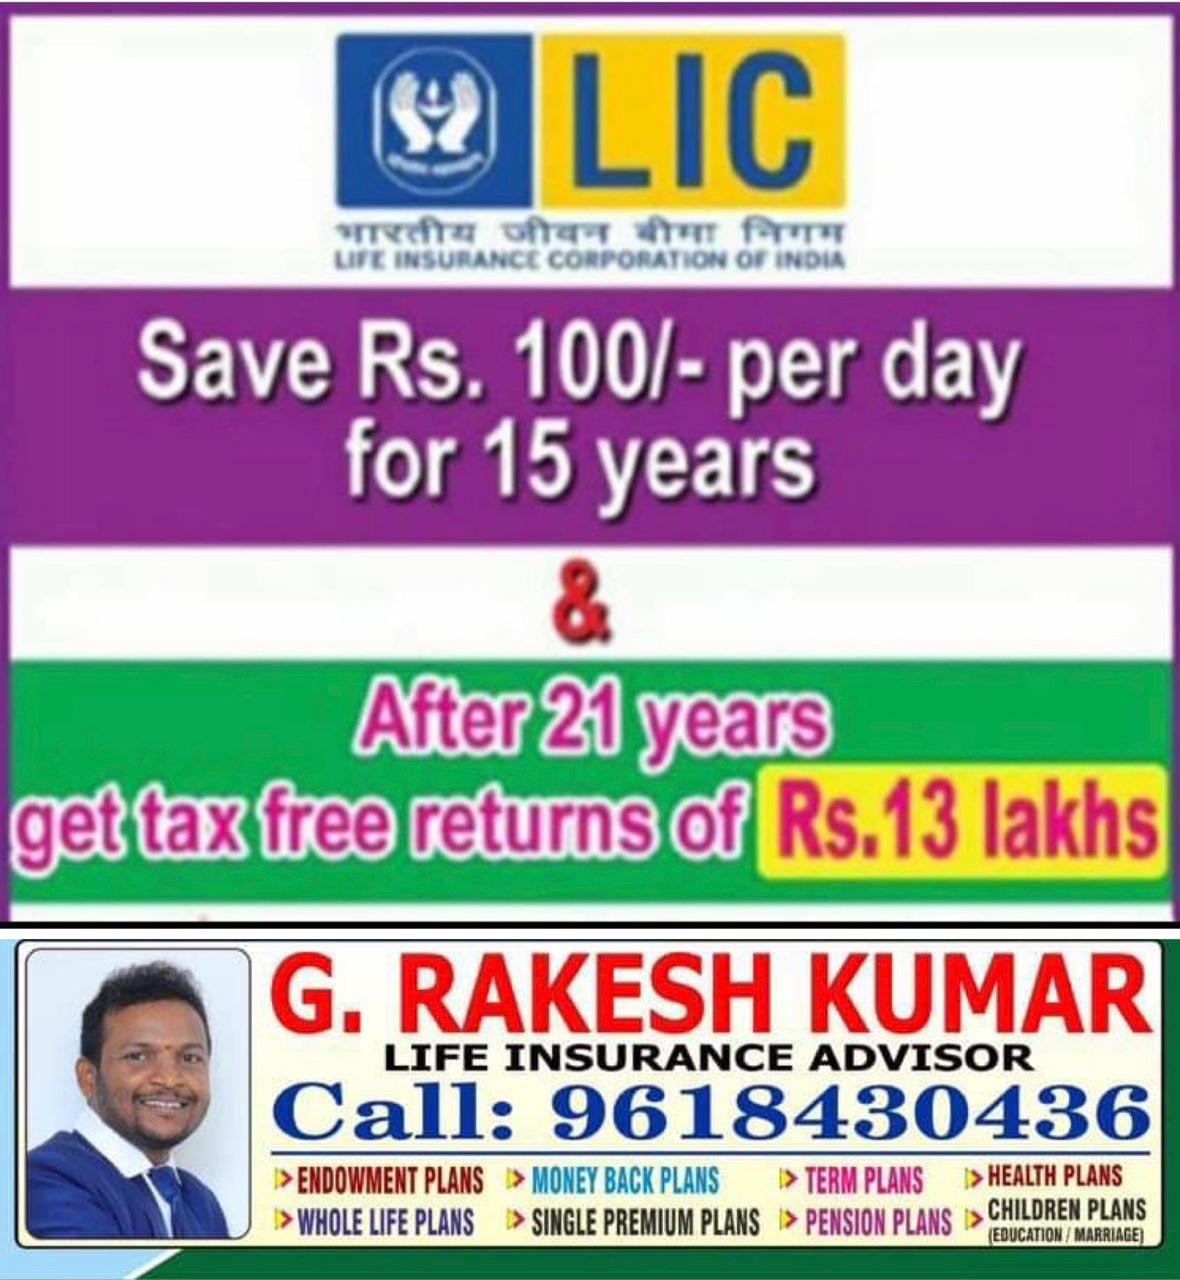 LIC
भारतीय जीवन बीमा निगम
LIFE INSURANCE CORPORATION OF INDIA
Save Rs. 100/- per day
for 15 years
&
After 21 years
get tax free returns of Rs.13 lakhs
G. RAKESH KUMAR
LIFE INSURANCE ADVISOR
Call: 9618430436
ENDOWMENT PLANS MONEY BACK PLANS TERM PLANS HEALTH PLANS
WHOLE LIFE PLANS SINGLE PREMIUM PLANS PENSION PLANS CHILDREN PLANS
(EDUCATION / MARRIAGE)